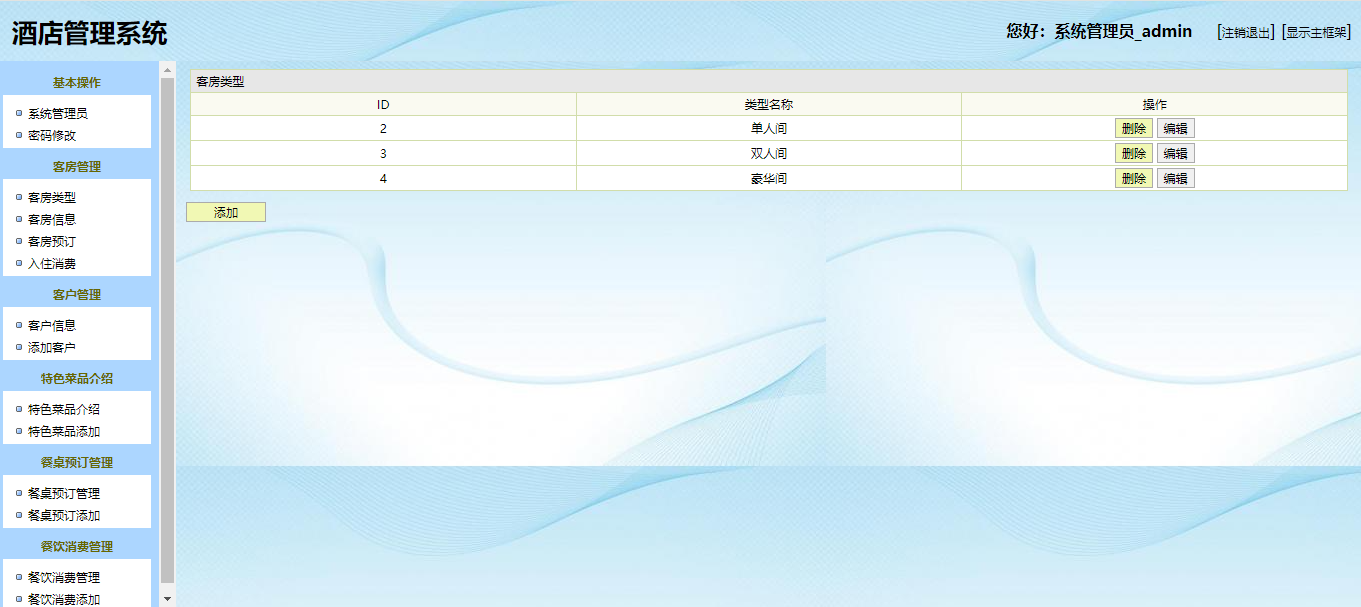 酒店管理系统
您好：系统管理员_admin [注销退出] [显示主框架]
基本操作
系统管理员
密码修改
客房管理
客房类型
客房信息
客房预订
入住消费
客户管理
客户信息
添加客户
特色菜品介绍
特色菜品介绍
特色菜品添加
餐桌预订管理
餐桌预订管理
餐桌预订添加
餐饮消费管理
餐饮消费管理
餐饮消费添加
客房类型
ID 类型名称 操作
2 单人间 删除 编辑
3 双人间 删除 编辑
4 豪华间 删除 编辑
添加